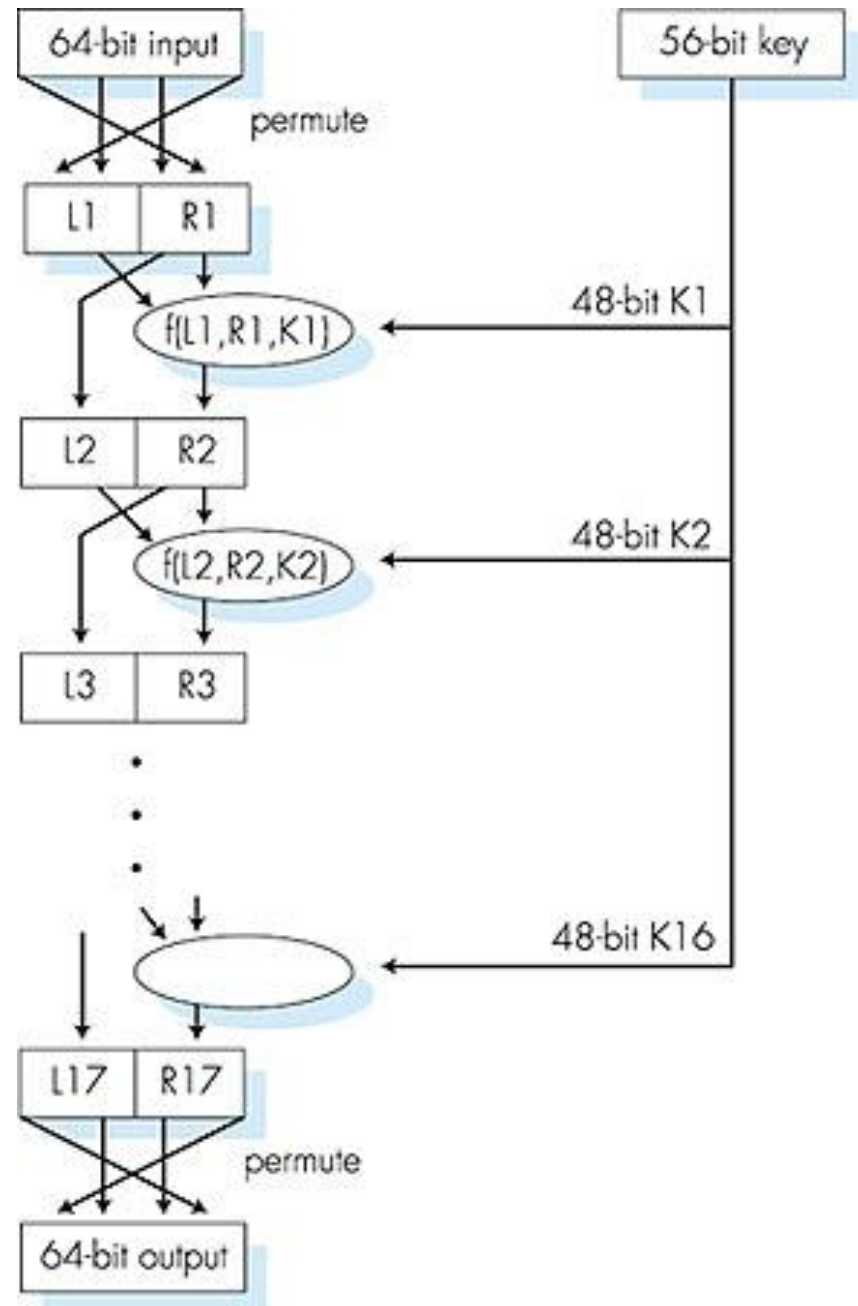 64-bit input
56-bit key
permute
L1 R1
48-bit K1
f(L1,R1,K1)
L2 R2
48-bit K2
f(L2,R2,K2)
L3 R3
48-bit K16
L17 R17
permute
64-bit output